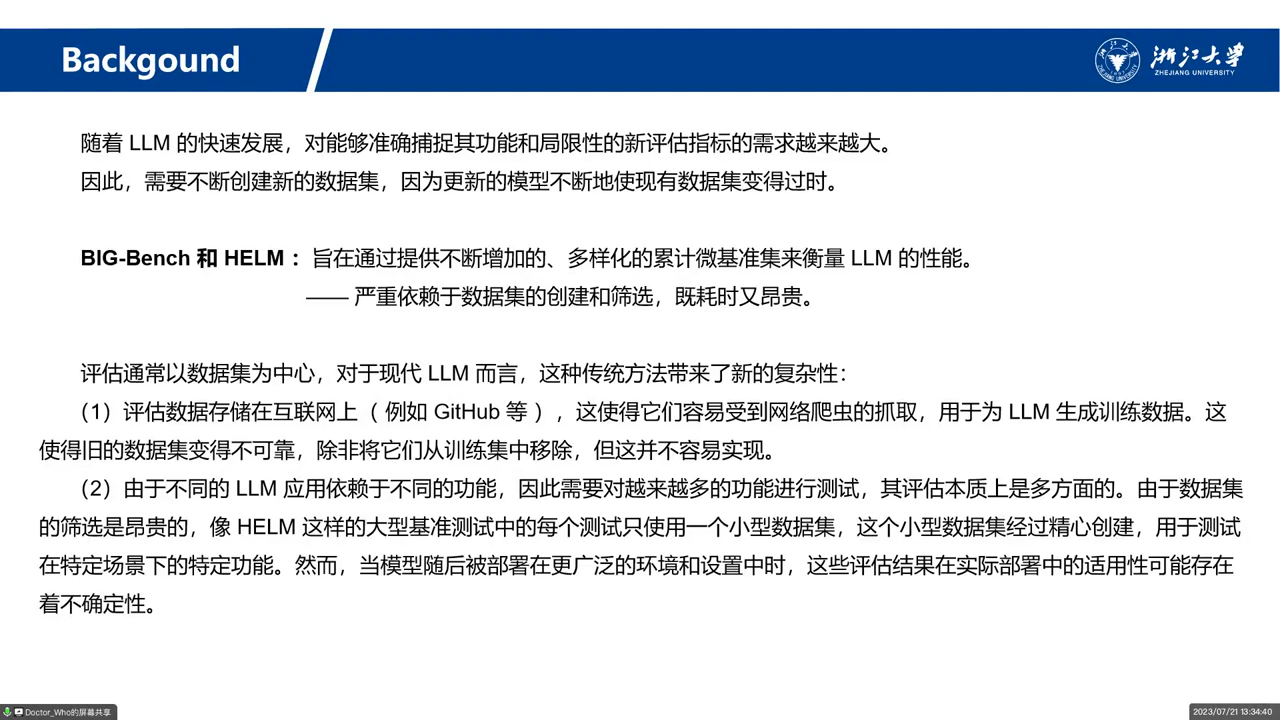 Backgound
浙江大学
ZHEJIANG UNIVERSITY
随着 LLM 的快速发展，对能够准确捕捉其功能和局限性的新评估指标的需求越来越大。
因此，需要不断创建新的数据集，因为更新的模型不断地使现有数据集变得过时。
BIG-Bench 和 HELM ：旨在通过提供不断增加的、多样化的累计微基准集来衡量 LLM 的性能。
—— 严重依赖于数据集的创建和筛选，既耗时又昂贵。
评估通常以数据集为中心，对于现代 LLM 而言，这种传统方法带来了新的复杂性：
（1）评估数据存储在互联网上（ 例如 GitHub 等 ），这使得它们容易受到网络爬虫的抓取，用于为 LLM 生成训练数据。这
使得旧的数据集变得不可靠，除非将它们从训练集中移除，但这并不容易实现。
（2）由于不同的 LLM 应用依赖于不同的功能，因此需要对越来越多的功能进行测试，其评估本质上是多方面的。由于数据集
的筛选是昂贵的，像 HELM 这样的大型基准测试中的每个测试只使用一个小型数据集，这个小型数据集经过精心创建，用于测试
在特定场景下的特定功能。然而，当模型随后被部署在更广泛的环境和设置中时，这些评估结果在实际部署中的适用性可能存在
着不确定性。
Doctor_Who的屏幕共享
2023/07/21 13:34:40